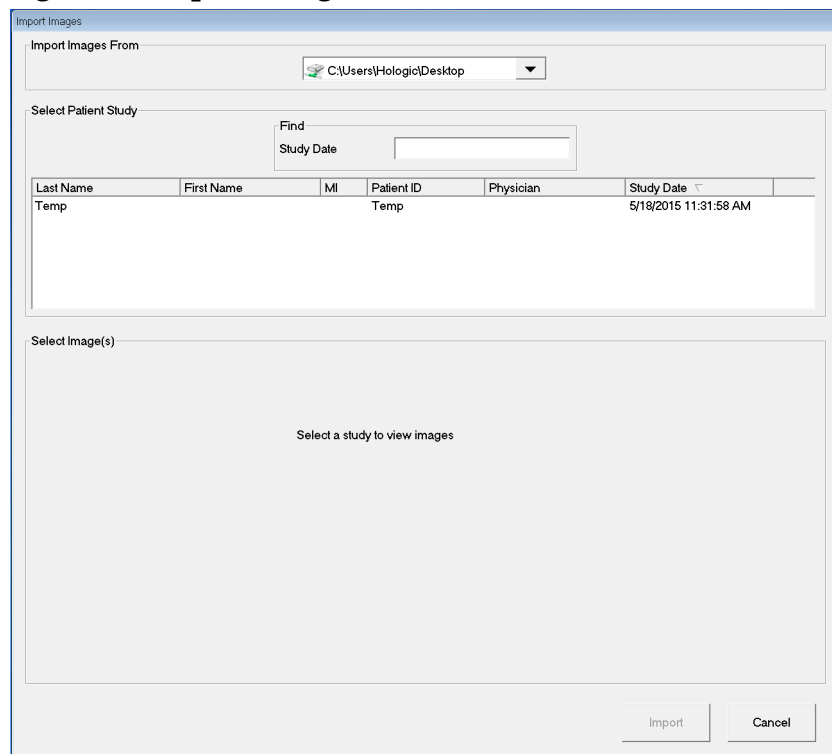 Import Images
Import Images From
C:\Users\Hologic\Desktop
Select Patient Study
Find
Study Date
Last Name First Name MI Patient ID Physician Study Date
Temp Temp 5/18/2015 11:31:58 AM
Select Image(s)
Select a study to view images
Import Cancel